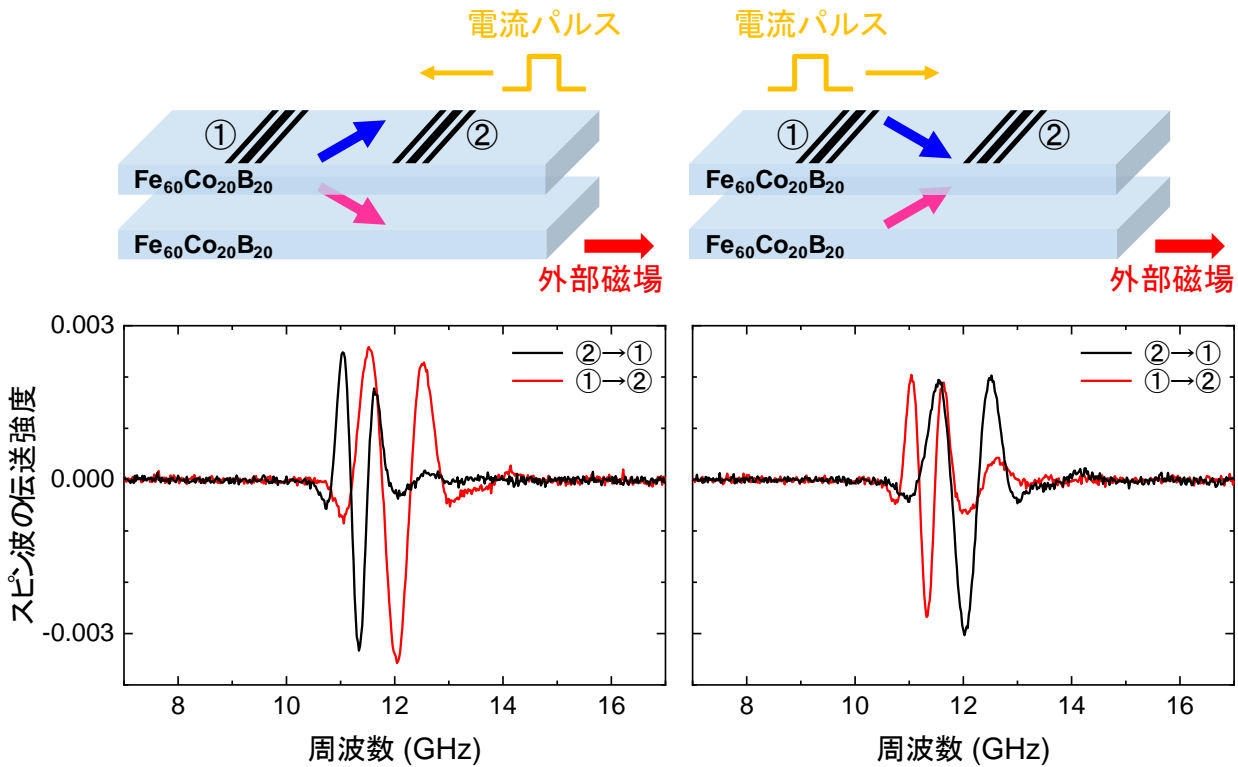 電流パルス
電流パルス
①
②
①
②
Fe₆₀Co₂₀B₂₀
Fe₆₀Co₂₀B₂₀
Fe₆₀Co₂₀B₂₀
Fe₆₀Co₂₀B₂₀
外部磁場
外部磁場
スピン波の伝送強度
0.003
0.000
-0.003
②→①
①→②
②→①
①→②
8 10 12 14 16
8 10 12 14 16
周波数 (GHz)
周波数 (GHz)